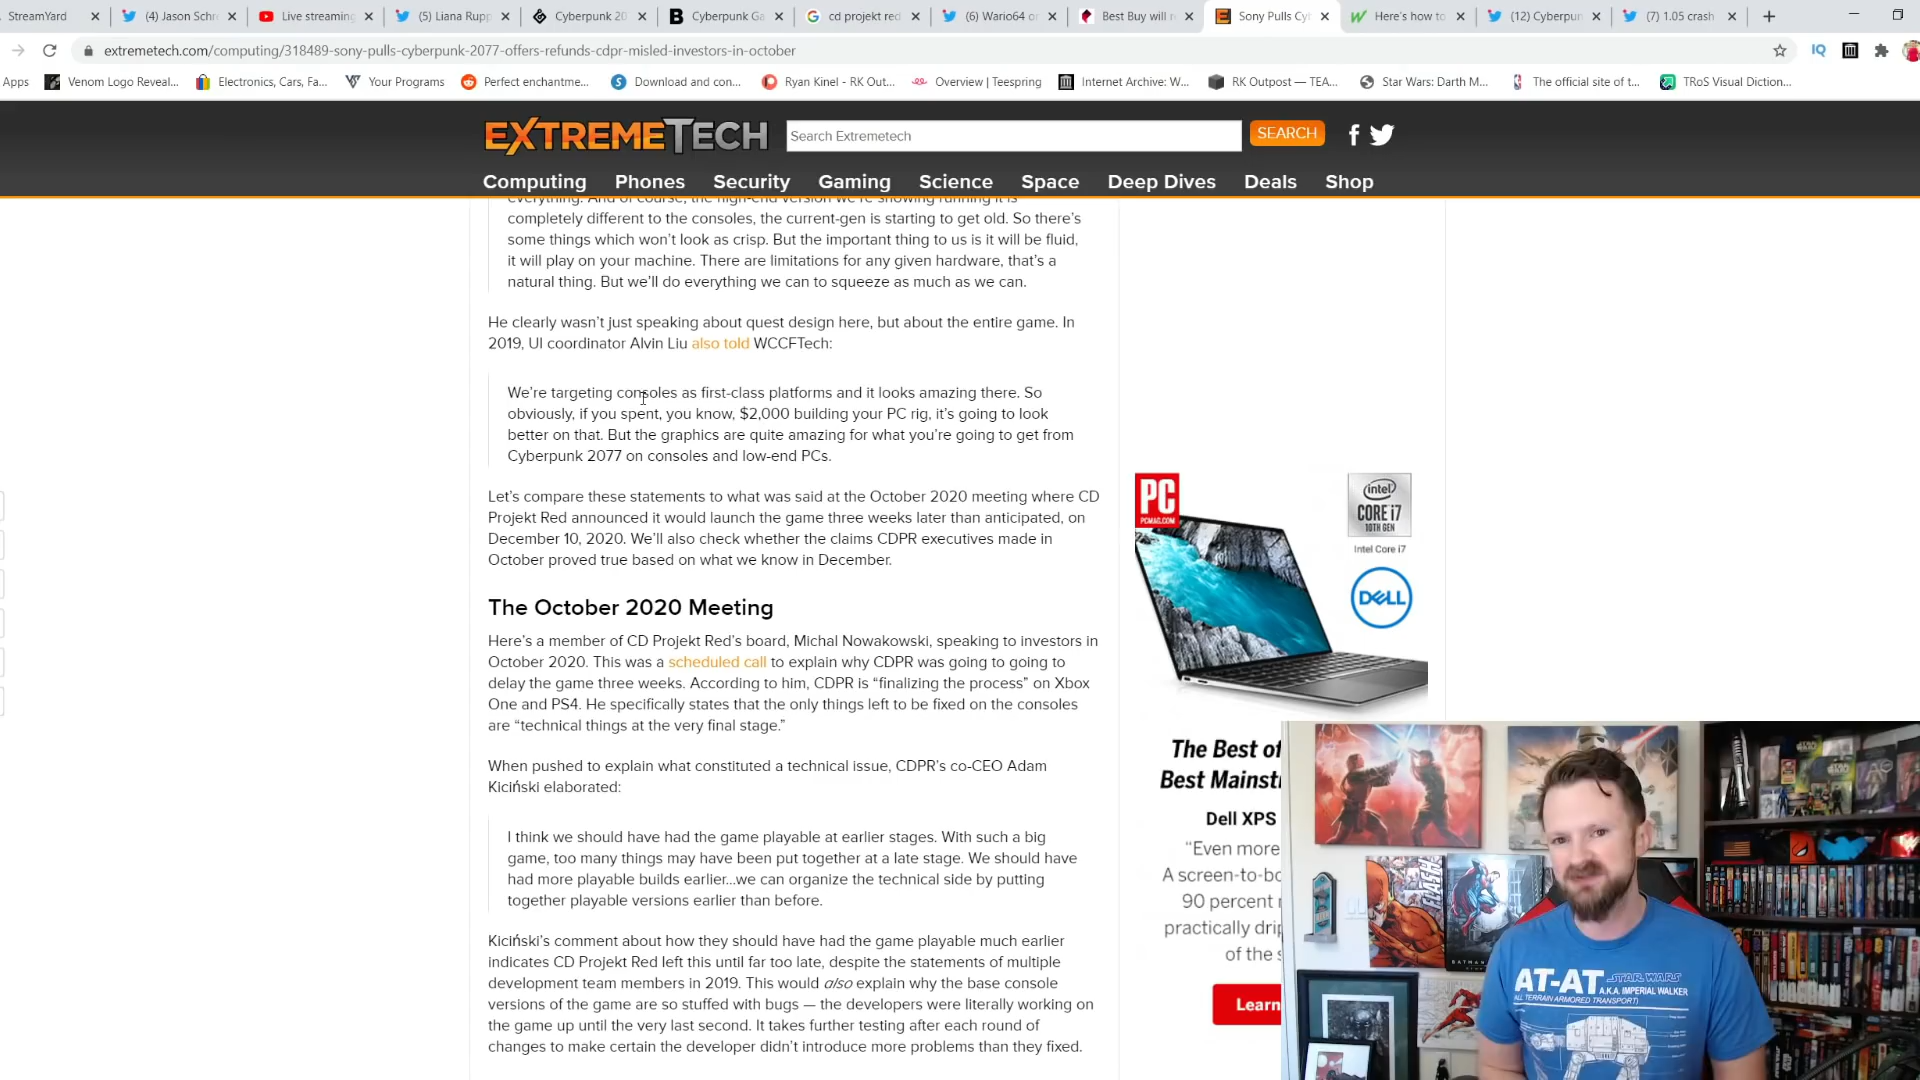 StreamYard
(4) Jason Schr
Live streaming
(5) Liana Rupp
Cyberpunk 20
Cyberpunk Ga
cd projekt red
(6) Wario64 or
Best Buy will r
Sony Pulls Cy
Here's how to
(12) Cyberpun
(7) 1.05 crash
extremetech.com/computing/318489-sony-pulls-cyberpunk-2077-offers-refunds-cdpr-misled-investors-in-october
Apps
Venom Logo Reveal...
Electronics, Cars, Fa...
Your Programs
Perfect enchantme...
Download and con...
Ryan Kinel - RK Out...
Overview | Teespring
Internet Archive: W...
RK Outpost — TEA...
Star Wars: Darth M...
The official site of t...
TRoS Visual Diction...
EXTREMETECH
Search Extremetech
SEARCH
Computing Phones Security Gaming Science Space Deep Dives Deals Shop
everything. And of course, the high-end version we're showing running it is
completely different to the consoles, the current-gen is starting to get old. So there's
some things which won't look as crisp. But the important thing to us is it will be fluid,
it will play on your machine. There are limitations for any given hardware, that's a
natural thing. But we'll do everything we can to squeeze as much as we can.
He clearly wasn't just speaking about quest design here, but about the entire game. In
2019, UI coordinator Alvin Liu also told WCCFTech:
We're targeting consoles as first-class platforms and it looks amazing there. So
obviously, if you spent, you know, $2,000 building your PC rig, it's going to look
better on that. But the graphics are quite amazing for what you're going to get from
Cyberpunk 2077 on consoles and low-end PCs.
Let's compare these statements to what was said at the October 2020 meeting where CD
Projekt Red announced it would launch the game three weeks later than anticipated, on
December 10, 2020. We'll also check whether the claims CDPR executives made in
October proved true based on what we know in December.
The October 2020 Meeting
Here's a member of CD Projekt Red's board, Michal Nowakowski, speaking to investors in
October 2020. This was a scheduled call to explain why CDPR was going to going to
delay the game three weeks. According to him, CDPR is "finalizing the process" on Xbox
One and PS4. He specifically states that the only things left to be fixed on the consoles
are "technical things at the very final stage."
When pushed to explain what constituted a technical issue, CDPR's co-CEO Adam
Kiciński elaborated:
I think we should have had the game playable at earlier stages. With such a big
game, too many things may have been put together at a late stage. We should have
had more playable builds earlier...we can organize the technical side by putting
together playable versions earlier than before.
Kiciński's comment about how they should have had the game playable much earlier
indicates CD Projekt Red left this until far too late, despite the statements of multiple
development team members in 2019. This would also explain why the base console
versions of the game are so stuffed with bugs — the developers were literally working on
the game up until the very last second. It takes further testing after each round of
changes to make certain the developer didn't introduce more problems than they fixed.
PC
PCMAG.COM
intel
CORE i7
10TH GEN
Intel Core i7
DELL
The Best of
Best Mainst
Dell XPS
"Even more
A screen-to-bo
90 percent
practically drip
of the s
Learn
FLASH
BATMAN
AT-AT STAR WARS
A.K.A. IMPERIAL WALKER
ALL TERRAIN ARMORED TRANSPORT)